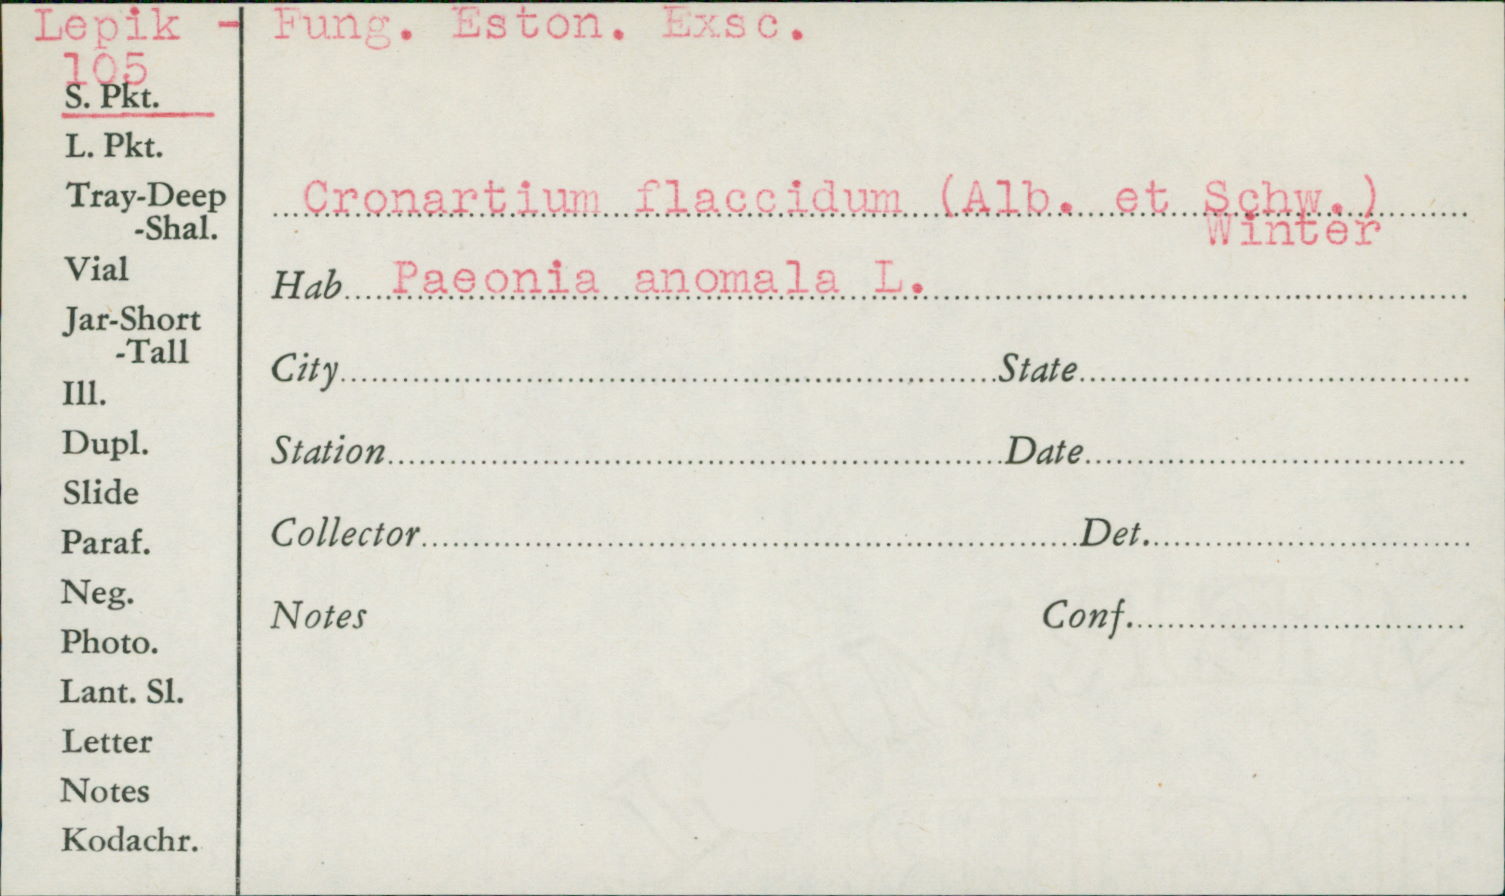 Lepik - Fung. Eston. Exsc.
105
S. Pkt.
L. Pkt.
Tray-Deep
-Shal.
Vial
Jar-Short
-Tall
Ill.
Dupl.
Slide
Paraf.
Neg.
Photo.
Lant. Sl.
Letter
Notes
Kodachr.
Cronartium flaccidum (Alb. et Schw.)
Winter
Hab. Paeonia anomala L.
City State
Station Date
Collector Det.
Notes Conf.